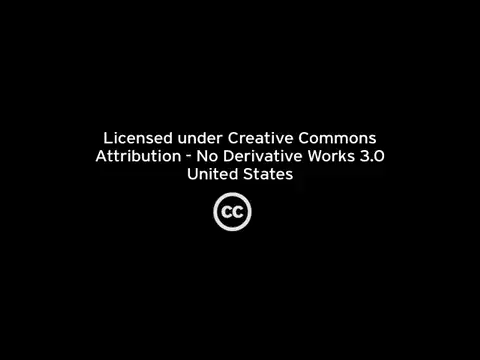 Licensed under Creative Commons
Attribution - No Derivative Works 3.0
United States
cc